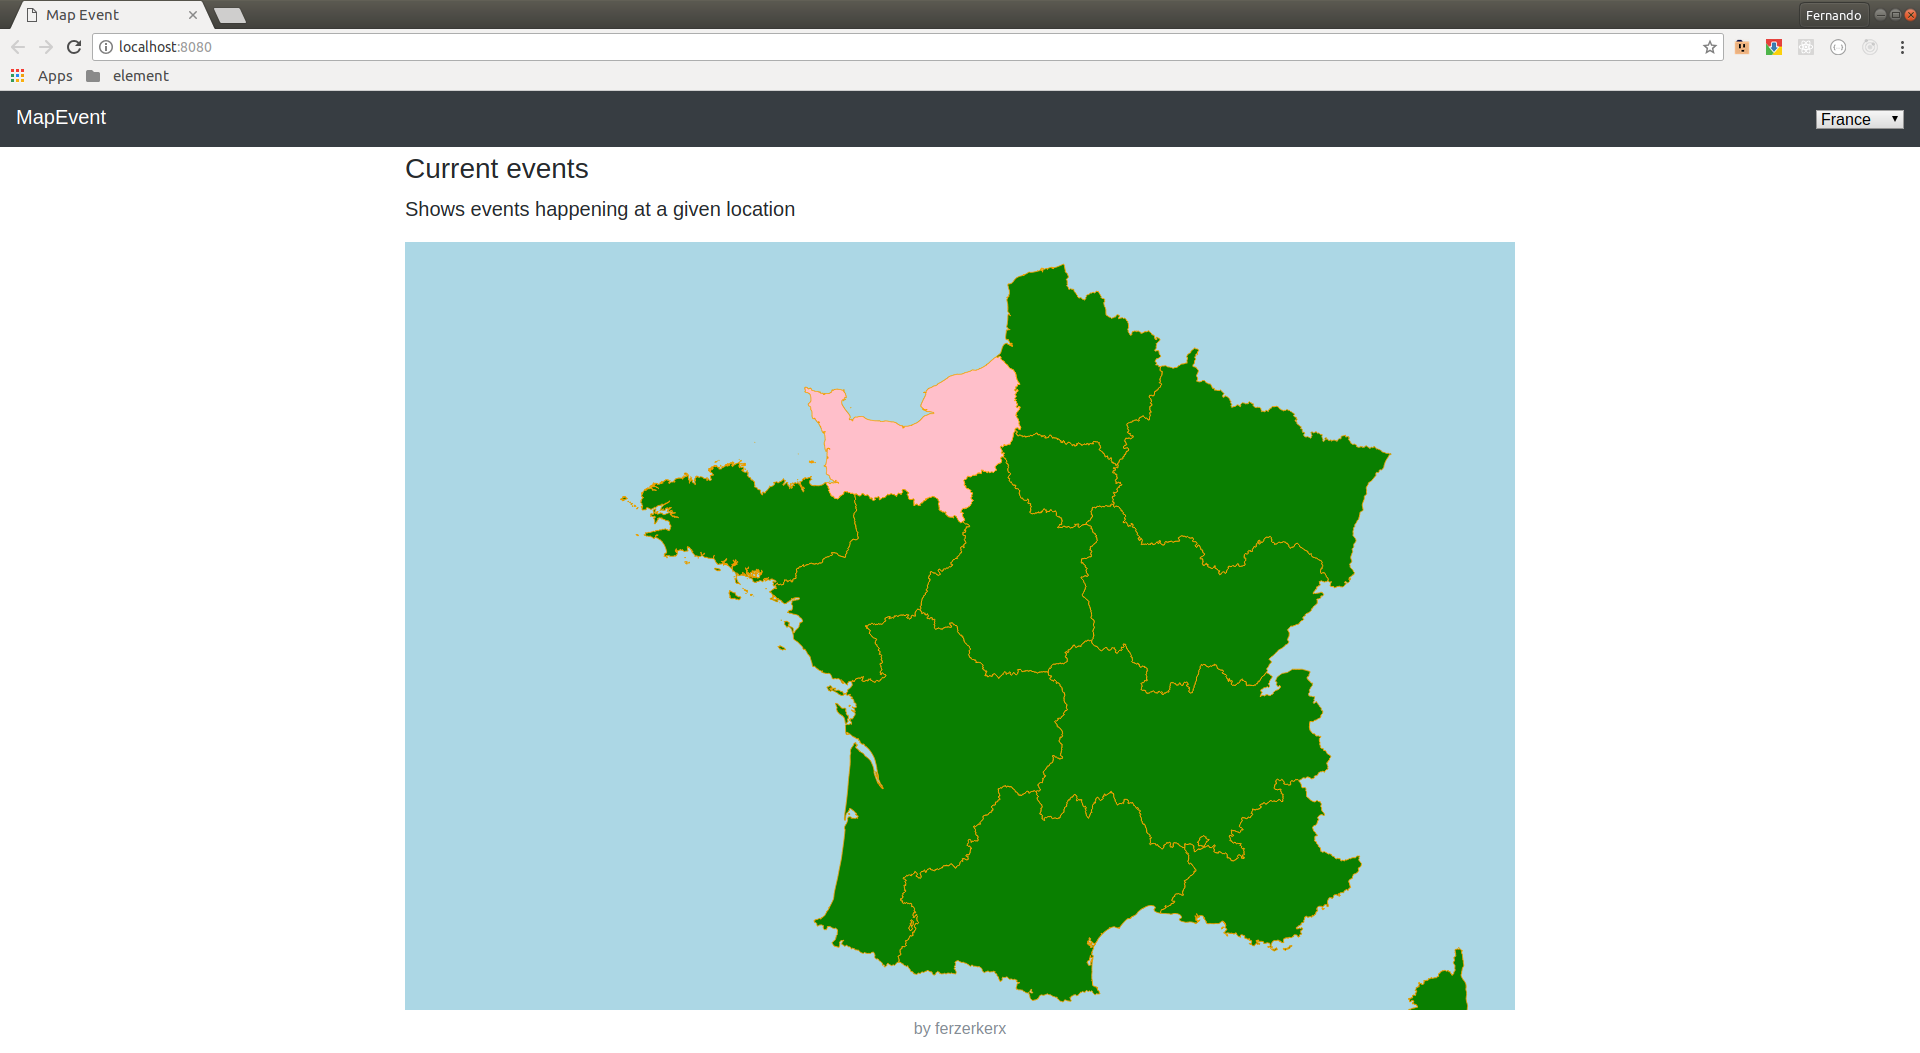 Map Event
Fernando
localhost:8080
Apps
element
MapEvent
France
Current events
Shows events happening at a given location
by ferzerkerx